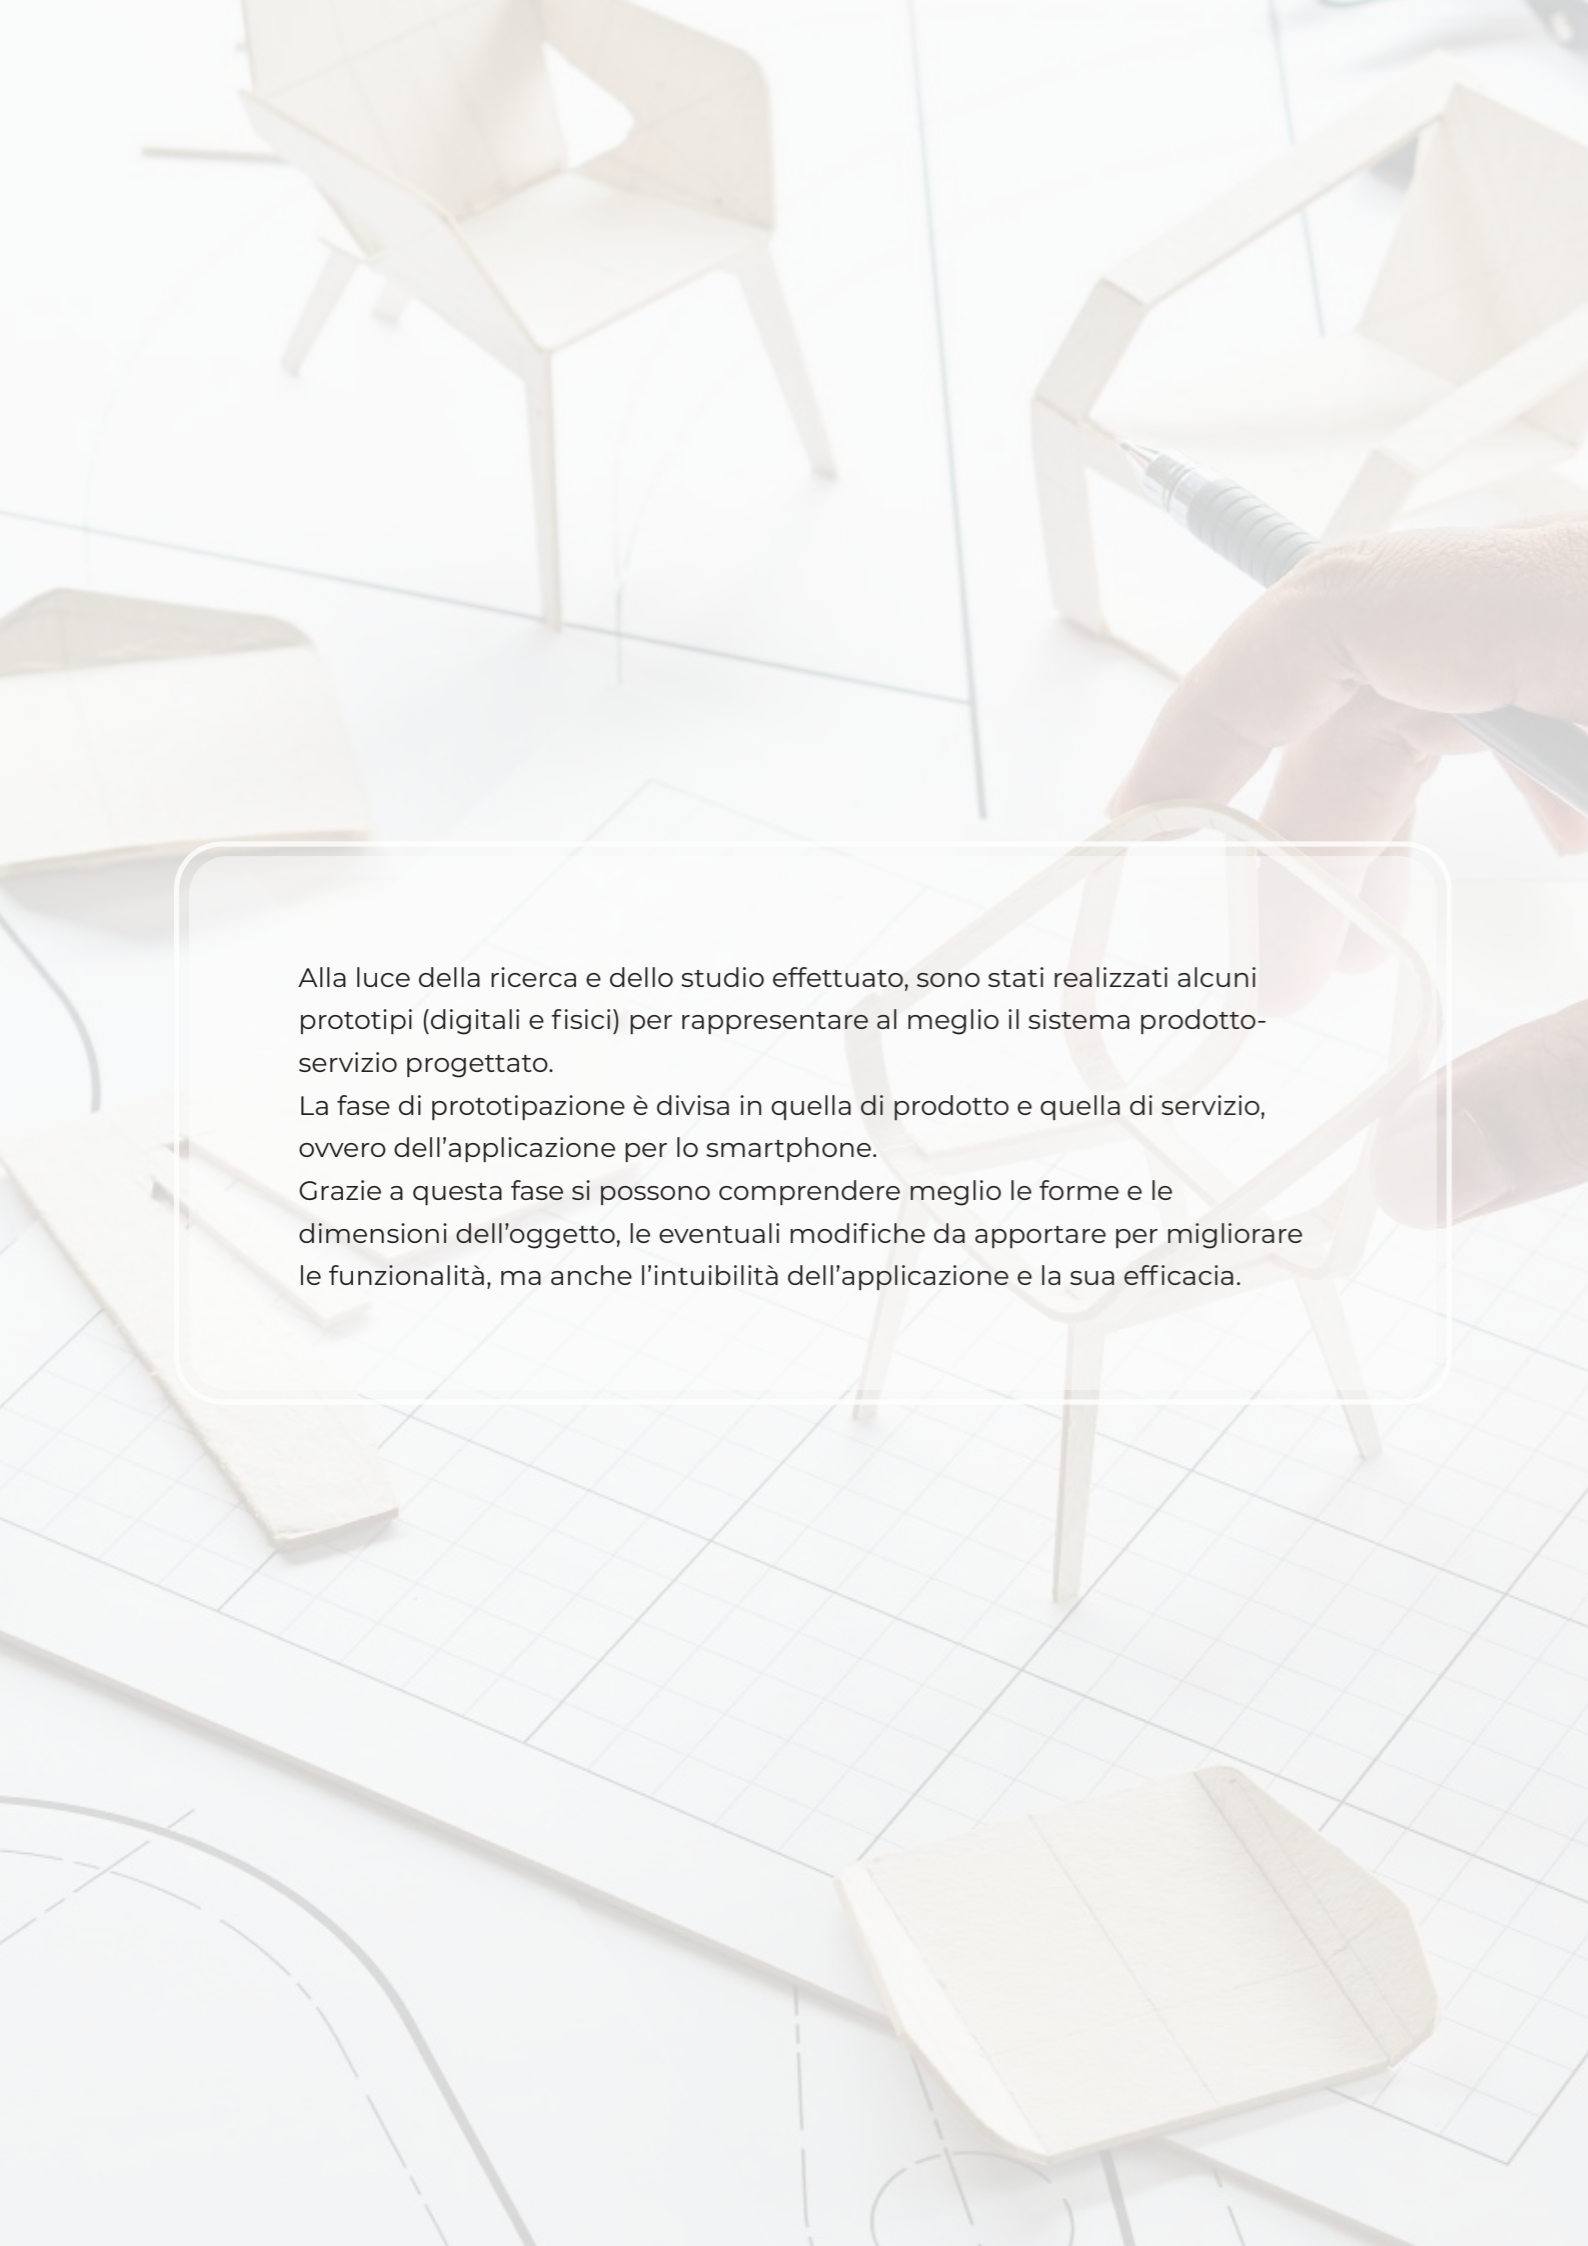 Alla luce della ricerca e dello studio effettuato, sono stati realizzati alcuni
prototipi (digitali e fisici) per rappresentare al meglio il sistema prodotto-
servizio progettato.
La fase di prototipazione è divisa in quella di prodotto e quella di servizio,
ovvero dell’applicazione per lo smartphone.
Grazie a questa fase si possono comprendere meglio le forme e le
dimensioni dell’oggetto, le eventuali modifiche da apportare per migliorare
le funzionalità, ma anche l’intuibilità dell’applicazione e la sua efficacia.